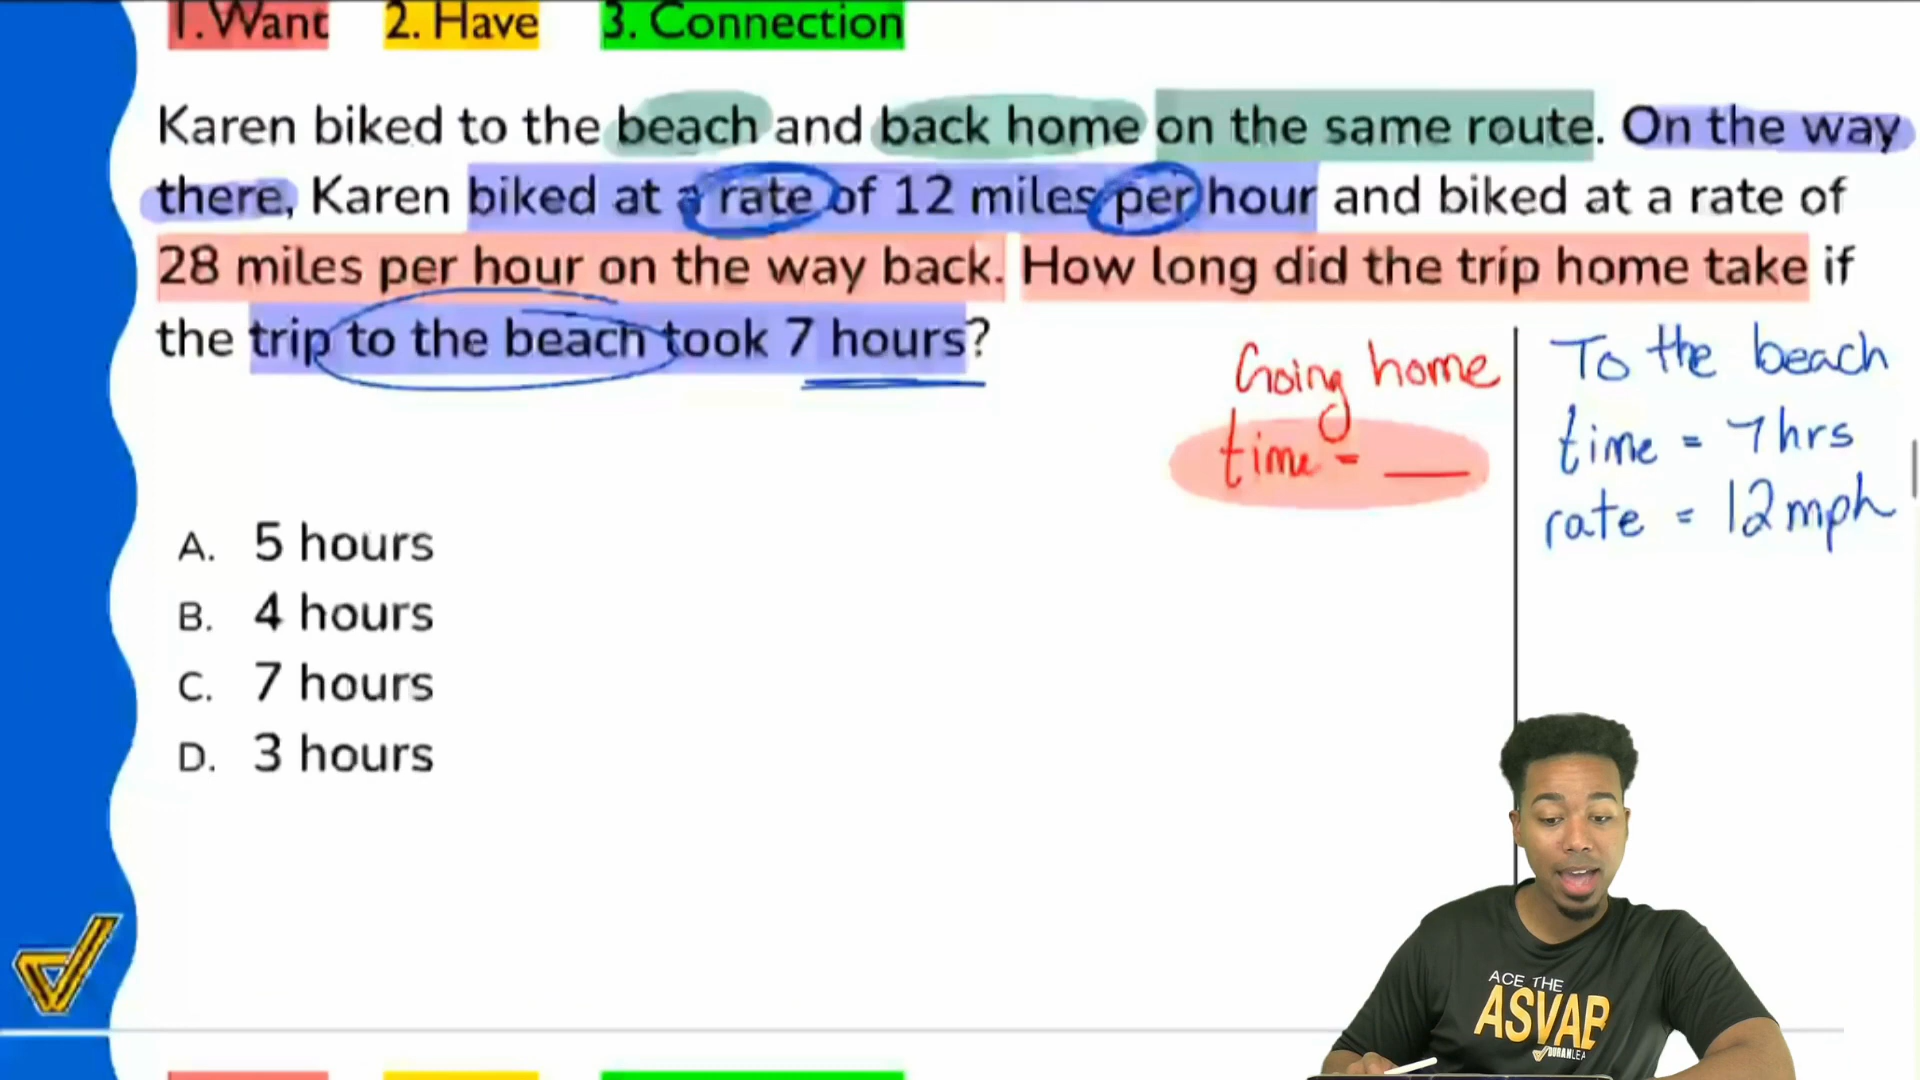 1. Want 2. Have 3. Connection
Karen biked to the beach and back home on the same route. On the way
there, Karen biked at a rate of 12 miles per hour and biked at a rate of
28 miles per hour on the way back. How long did the trip home take if
the trip to the beach took 7 hours?
Going home
time = ___
To the beach
time = 7hrs
rate = 12mph
A. 5 hours
B. 4 hours
C. 7 hours
D. 3 hours
ACE THE
ASVAB